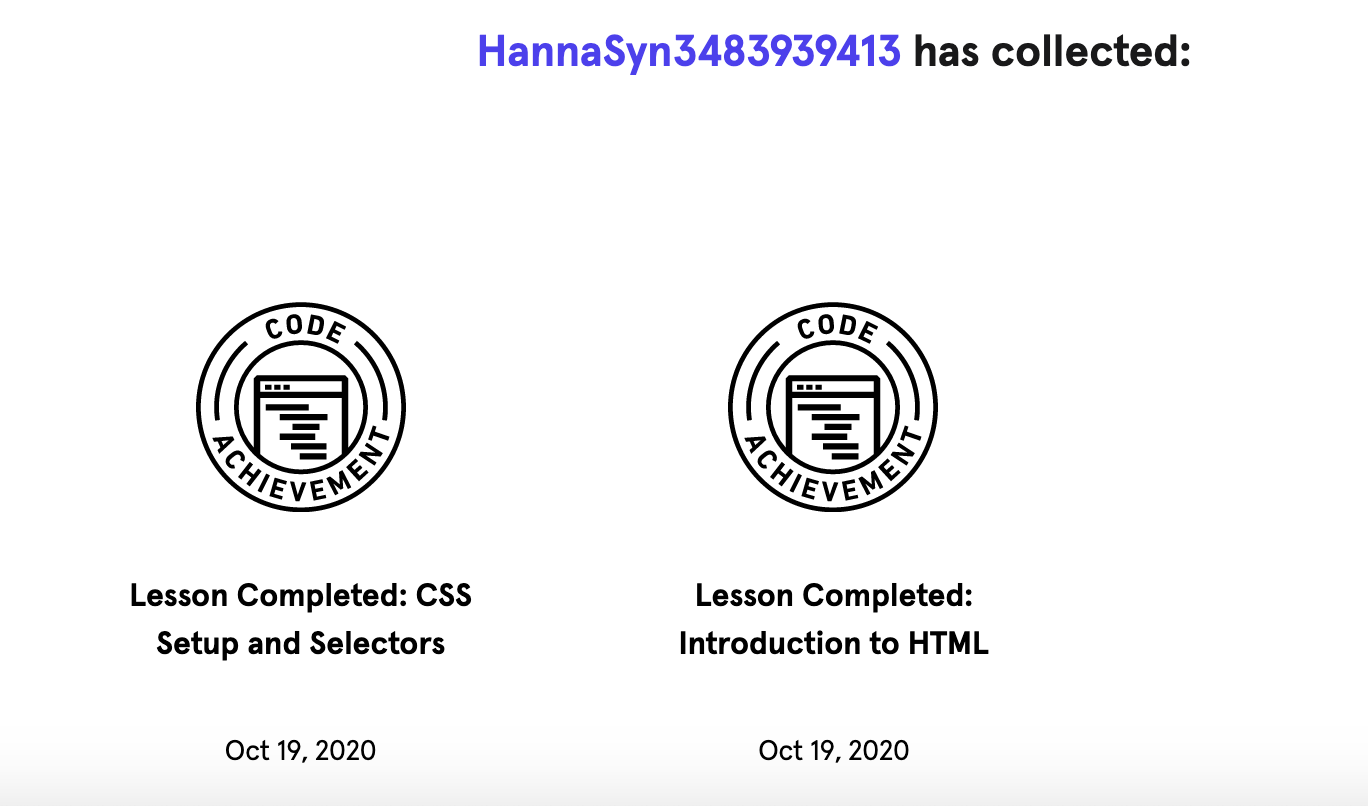 HannaSyn3483939413 has collected:
CODE
ACHIEVEMENT
Lesson Completed: CSS
Setup and Selectors
Oct 19, 2020
CODE
ACHIEVEMENT
Lesson Completed:
Introduction to HTML
Oct 19, 2020